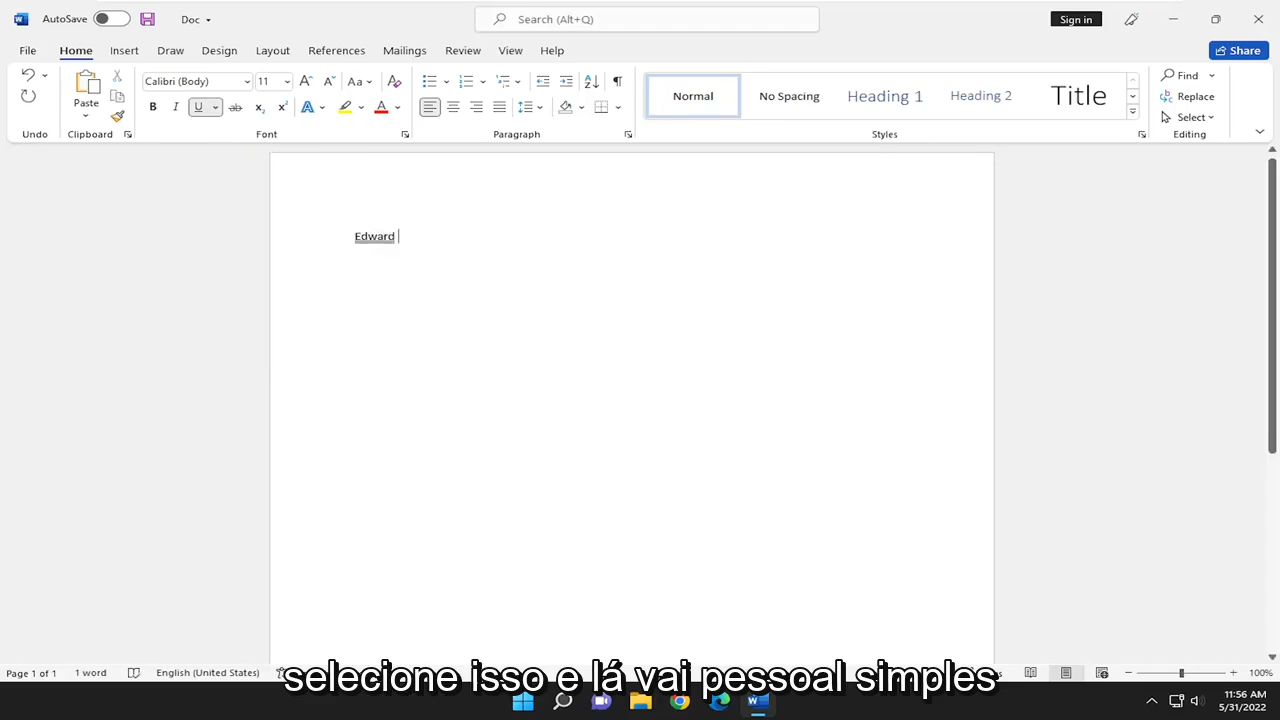 AutoSave
Doc
Search (Alt+Q)
Sign in
File Home Insert Draw Design Layout References Mailings Review View Help
Share
Calibri (Body) 11
Paste
Normal No Spacing Heading 1 Heading 2 Title
Find
Replace
Select
Undo Clipboard Font Paragraph Styles Editing
Edward
Page 1 of 1 1 word English (United States) 100%
selecione isso e lá vai pessoal simples
11:56 AM
5/31/2022